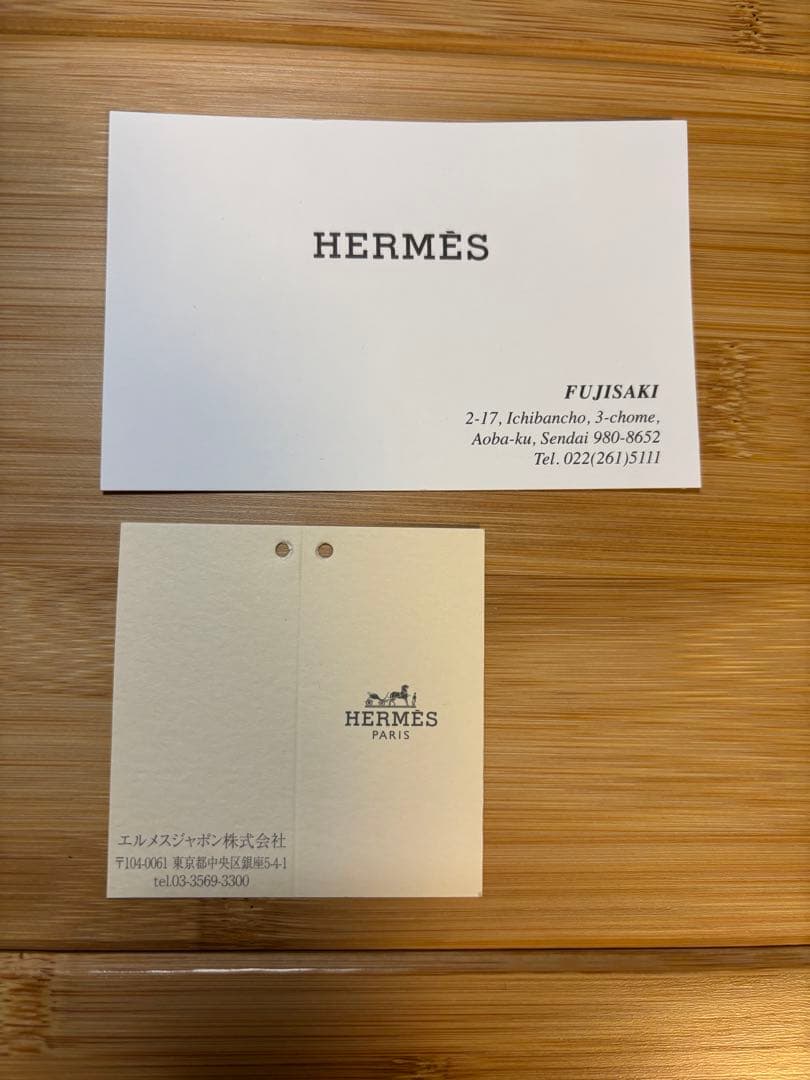 HERMÈS
FUJISAKI
2-17, Ichibancho, 3-chome,
Aoba-ku, Sendai 980-8652
Tel. 022(261)5111
HERMÈS
PARIS
エルメスジャポン株式会社
〒104-0061 東京都中央区銀座5-4-1
tel.03-3569-3300